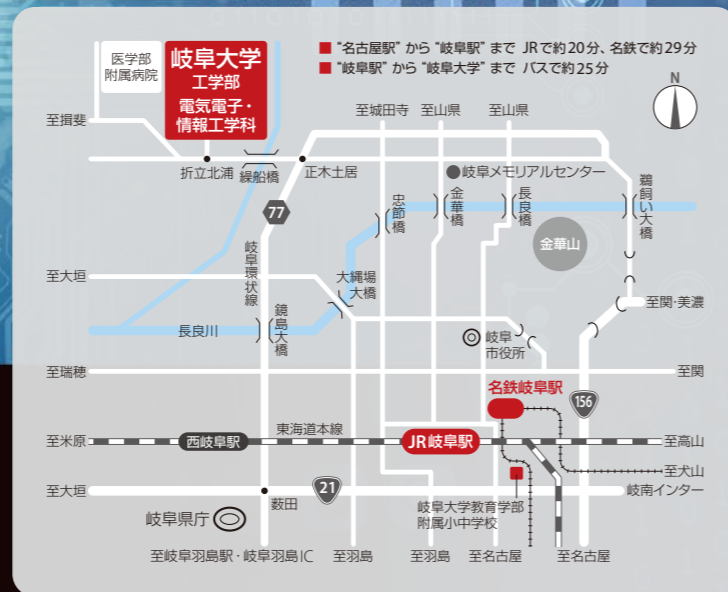 ■ “名古屋駅” から “岐阜駅” まで JRで約20分、名鉄で約29分
■ “岐阜駅” から “岐阜大学” まで バスで約25分
N
医学部
附属病院
岐阜大学
工学部
電気電子・
情報工学科
至揖斐
至城田寺
至山県
至山県
折立北浦
繰船橋
正木土居
岐阜メモリアルセンター
77
忠節橋
金華橋
長良橋
鵜飼い大橋
金華山
岐阜環状線
至大垣
大縄場
大橋
至関・美濃
長良川
鏡島大橋
岐阜
市役所
至瑞穂
至関
名鉄岐阜駅
156
至米原
西岐阜駅
東海道本線
JR岐阜駅
至高山
至犬山
至大垣
薮田
21
岐南インター
岐阜県庁
岐阜大学教育学部
附属小中学校
至岐阜羽島駅・岐阜羽島IC
至羽島
至羽島
至名古屋
至名古屋